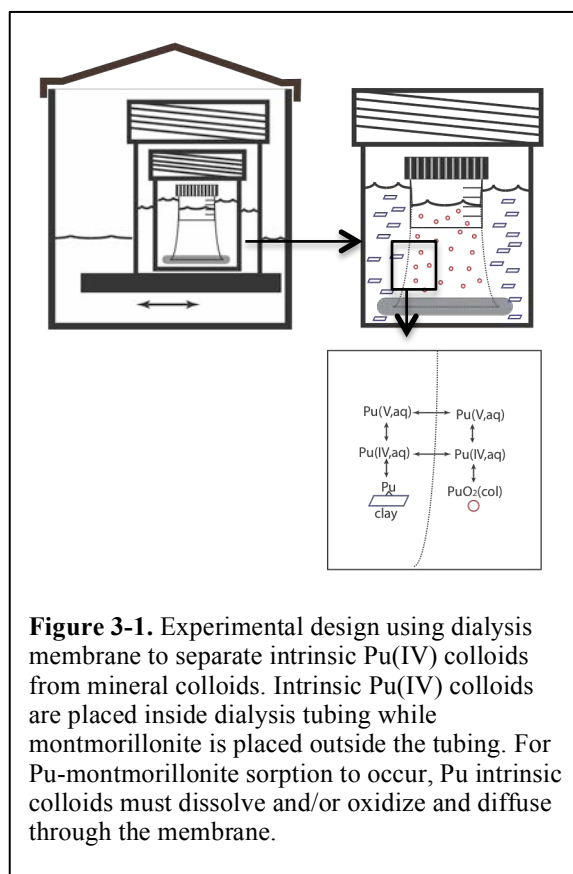 Pu(V,aq) Pu(V,aq)
Pu(IV,aq) Pu(IV,aq)
Pu PuO₂(col)
clay
Figure 3-1. Experimental design using dialysis
membrane to separate intrinsic Pu(IV) colloids
from mineral colloids. Intrinsic Pu(IV) colloids
are placed inside dialysis tubing while
montmorillonite is placed outside the tubing. For
Pu-montmorillonite sorption to occur, Pu intrinsic
colloids must dissolve and/or oxidize and diffuse
through the membrane.